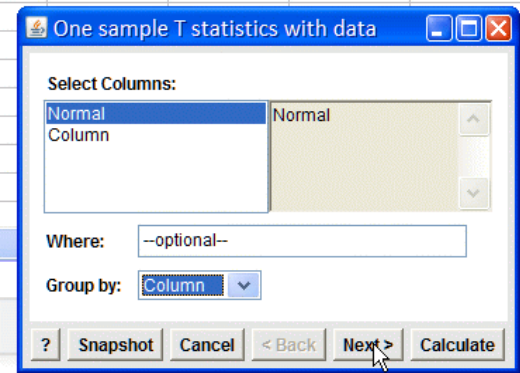 One sample T statistics with data
Select Columns:
Normal Normal
Column
Where: --optional--
Group by: Column
? Snapshot Cancel < Back Next > Calculate